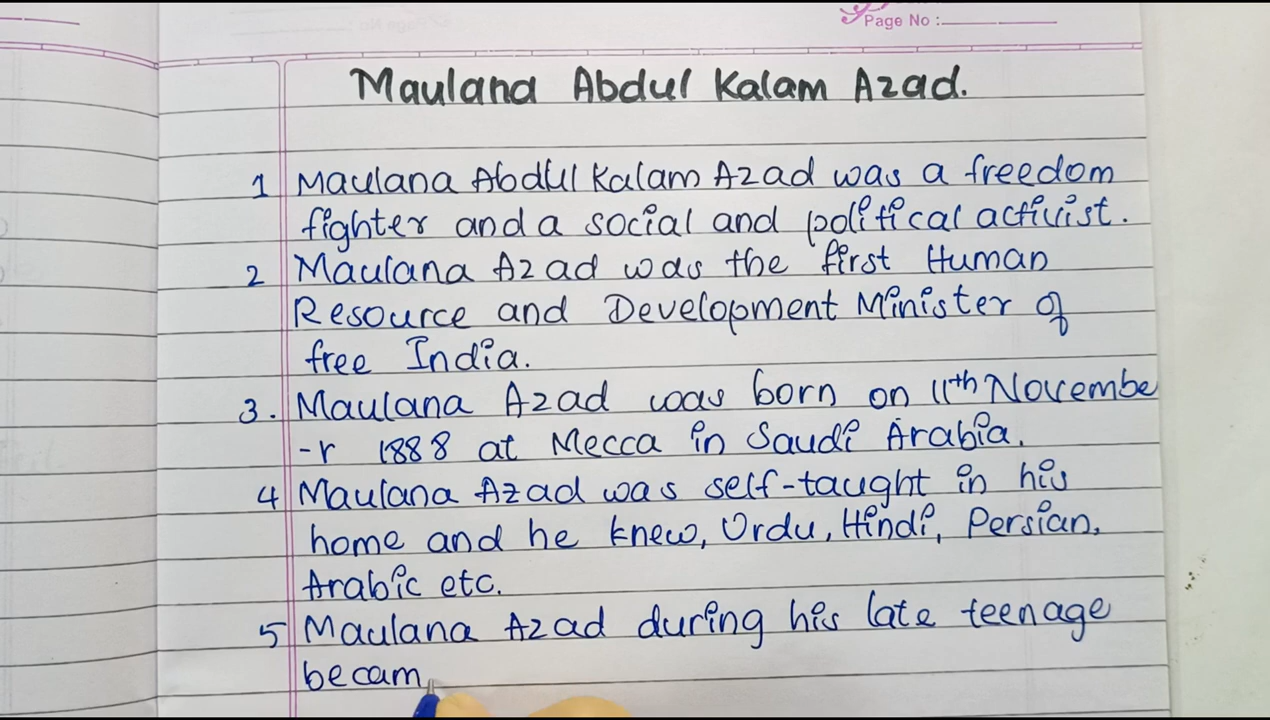 Page No :
Maulana Abdul Kalam Azad.
1 Maulana Abdul Kalam Azad was a freedom
fighter and a social and political activist.
2 Maulana Azad was the first Human
Resource and Development Minister of
free India.
3. Maulana Azad was born on 11th Novembe
-r 1888 at Mecca in Saudi Arabia.
4 Maulana Azad was self-taught in his
home and he knew, Urdu, Hindi, Persian,
Arabic etc.
5 Maulana Azad during his late teenage
becam